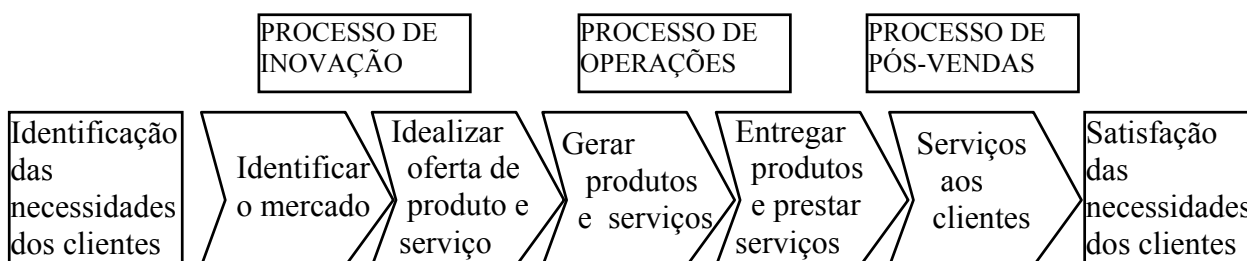 PROCESSO DE
INOVAÇÃO
PROCESSO DE
OPERAÇÕES
PROCESSO DE
PÓS-VENDAS
Identificação
das
necessidades
dos clientes
Identificar
o mercado
Idealizar
oferta de
produto e
serviço
Gerar
produtos
e serviços
Entregar
produtos
e prestar
serviços
Serviços
aos
clientes
Satisfação
das
necessidades
dos clientes